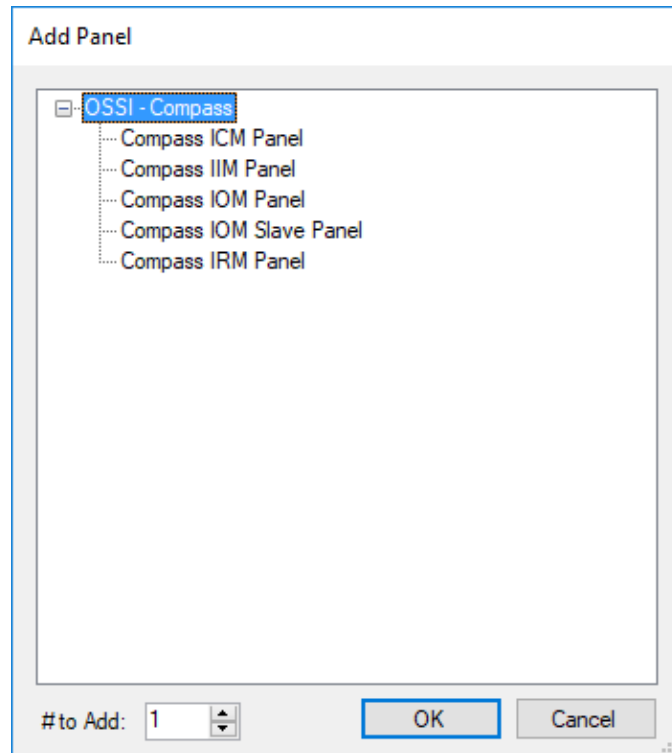 Add Panel
OSSI - Compass
Compass ICM Panel
Compass IIM Panel
Compass IOM Panel
Compass IOM Slave Panel
Compass IRM Panel
# to Add: 1 OK Cancel